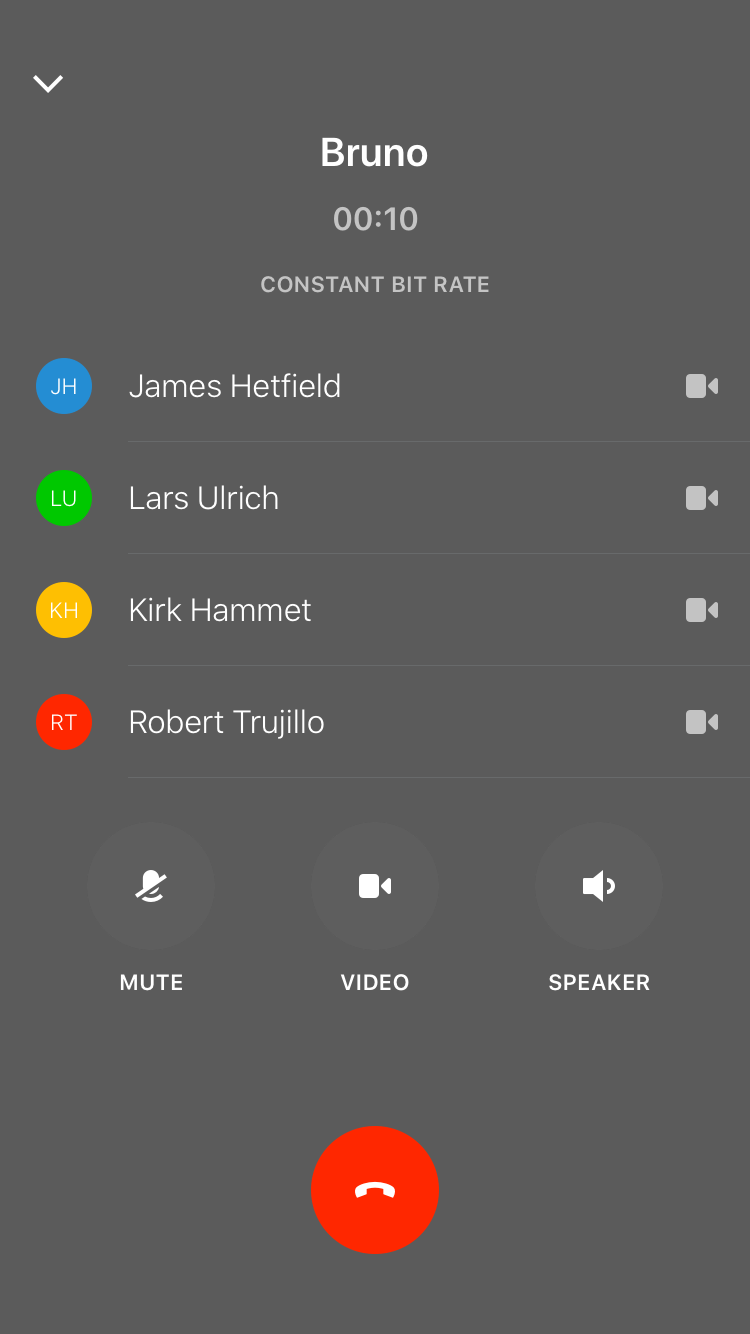 Bruno
00:10
CONSTANT BIT RATE
JH James Hetfield
LU Lars Ulrich
KH Kirk Hammet
RT Robert Trujillo
MUTE VIDEO SPEAKER